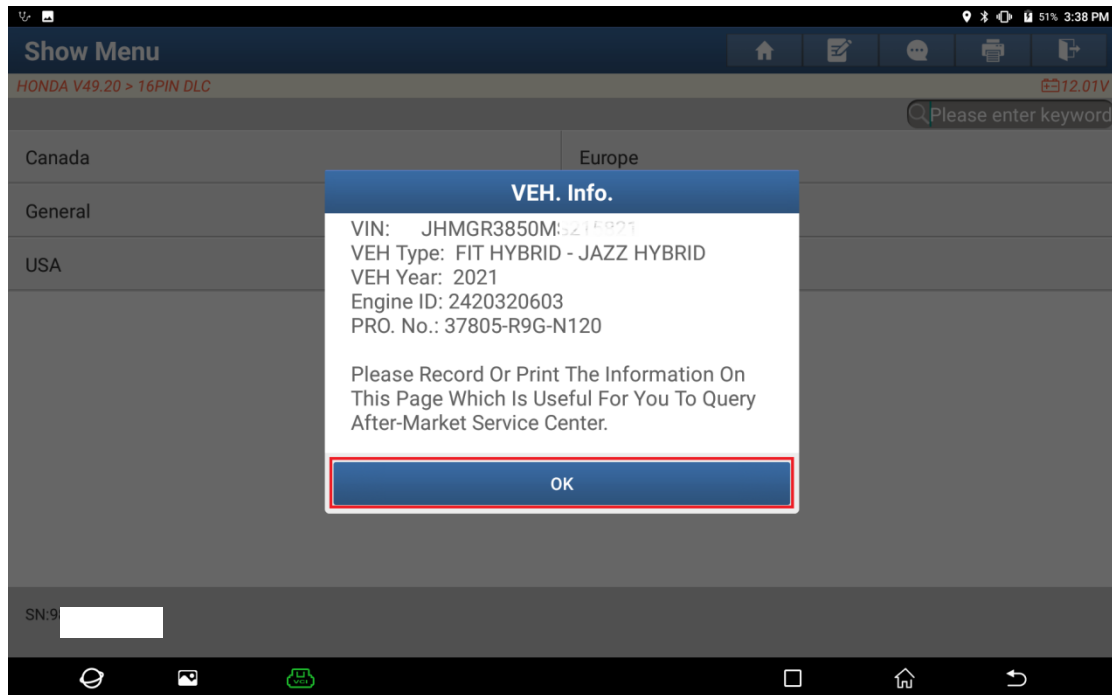 51% 3:38 PM
Show Menu
HONDA V49.20 > 16PIN DLC
12.01V
Please enter keyword
Canada
Europe
General
USA
VEH. Info.
VIN: JHMGR3850M
VEH Type: FIT HYBRID - JAZZ HYBRID
VEH Year: 2021
Engine ID: 2420320603
PRO. No.: 37805-R9G-N120
Please Record Or Print The Information On
This Page Which Is Useful For You To Query
After-Market Service Center.
OK
SN:9
VCI